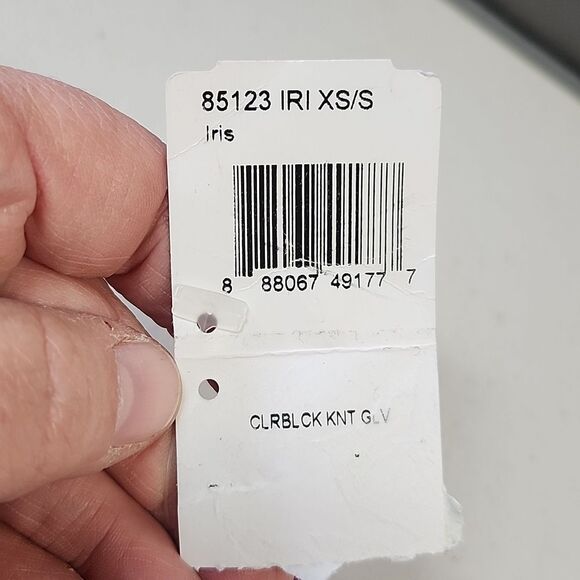 85123 IRI XS/S
Iris
8 88067 49177 7
CLRBLCK KNT GLV